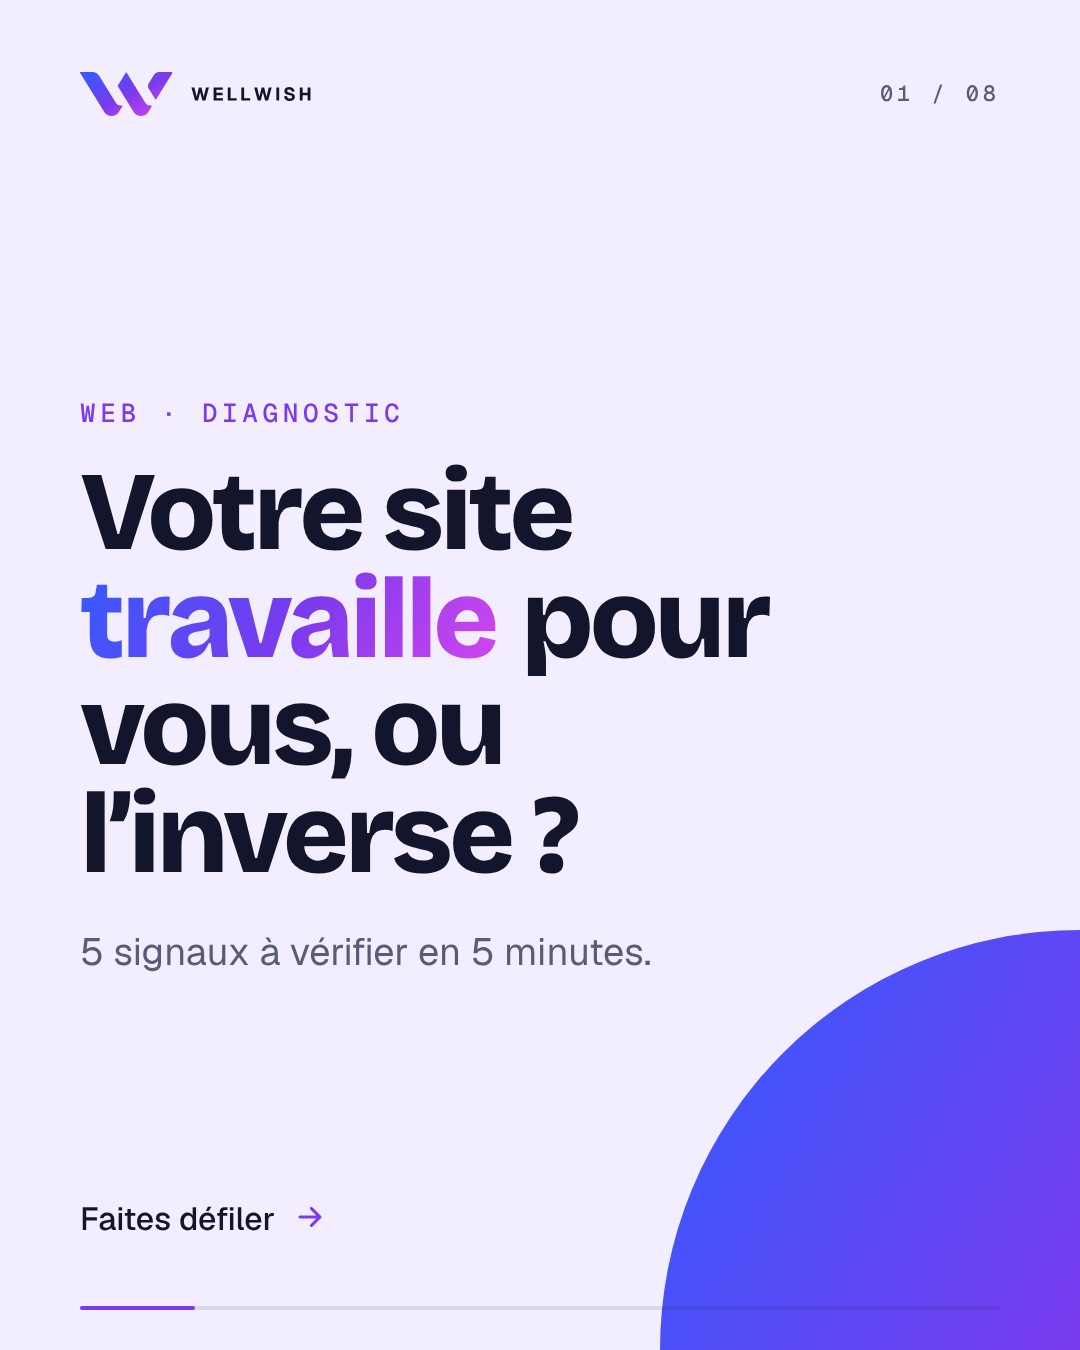 WELLWISH
01 / 08
WEB · DIAGNOSTIC
Votre site
travaille pour
vous, ou
l’inverse ?
5 signaux à vérifier en 5 minutes.
Faites défiler →